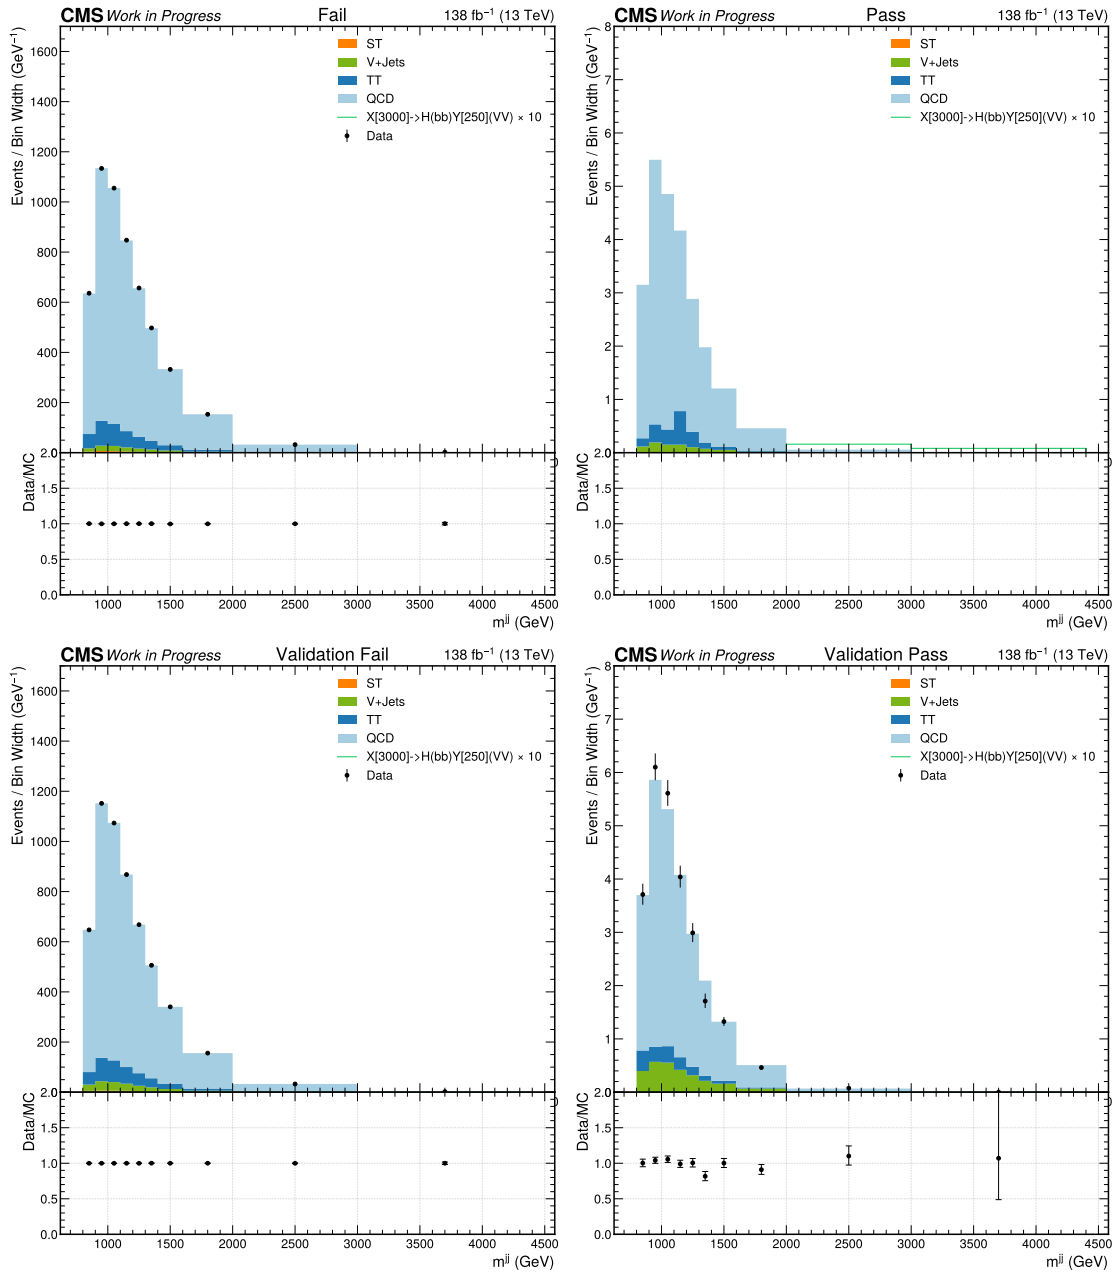 CMS Work in Progress Fail 138 fb⁻¹ (13 TeV)
Events / Bin Width (GeV⁻¹)
1600
1400
1200
1000
800
600
400
200
ST
V+Jets
TT
QCD
X[3000]->H(bb)Y[250](VV) × 10
Data
Data/MC
2.0
1.5
1.0
0.5
0.0
0
1000 1500 2000 2500 3000 3500 4000 4500
m^jj (GeV)
CMS Work in Progress Pass 138 fb⁻¹ (13 TeV)
Events / Bin Width (GeV⁻¹)
8
7
6
5
4
3
2
1
ST
V+Jets
TT
QCD
X[3000]->H(bb)Y[250](VV) × 10
Data/MC
2.0
1.5
1.0
0.5
0.0
0
1000 1500 2000 2500 3000 3500 4000 4500
m^jj (GeV)
CMS Work in Progress Validation Fail 138 fb⁻¹ (13 TeV)
Events / Bin Width (GeV⁻¹)
1600
1400
1200
1000
800
600
400
200
ST
V+Jets
TT
QCD
X[3000]->H(bb)Y[250](VV) × 10
Data
Data/MC
2.0
1.5
1.0
0.5
0.0
0
1000 1500 2000 2500 3000 3500 4000 4500
m^jj (GeV)
CMS Work in Progress Validation Pass 138 fb⁻¹ (13 TeV)
Events / Bin Width (GeV⁻¹)
8
7
6
5
4
3
2
1
ST
V+Jets
TT
QCD
X[3000]->H(bb)Y[250](VV) × 10
Data
Data/MC
2.0
1.5
1.0
0.5
0.0
0
1000 1500 2000 2500 3000 3500 4000 4500
m^jj (GeV)